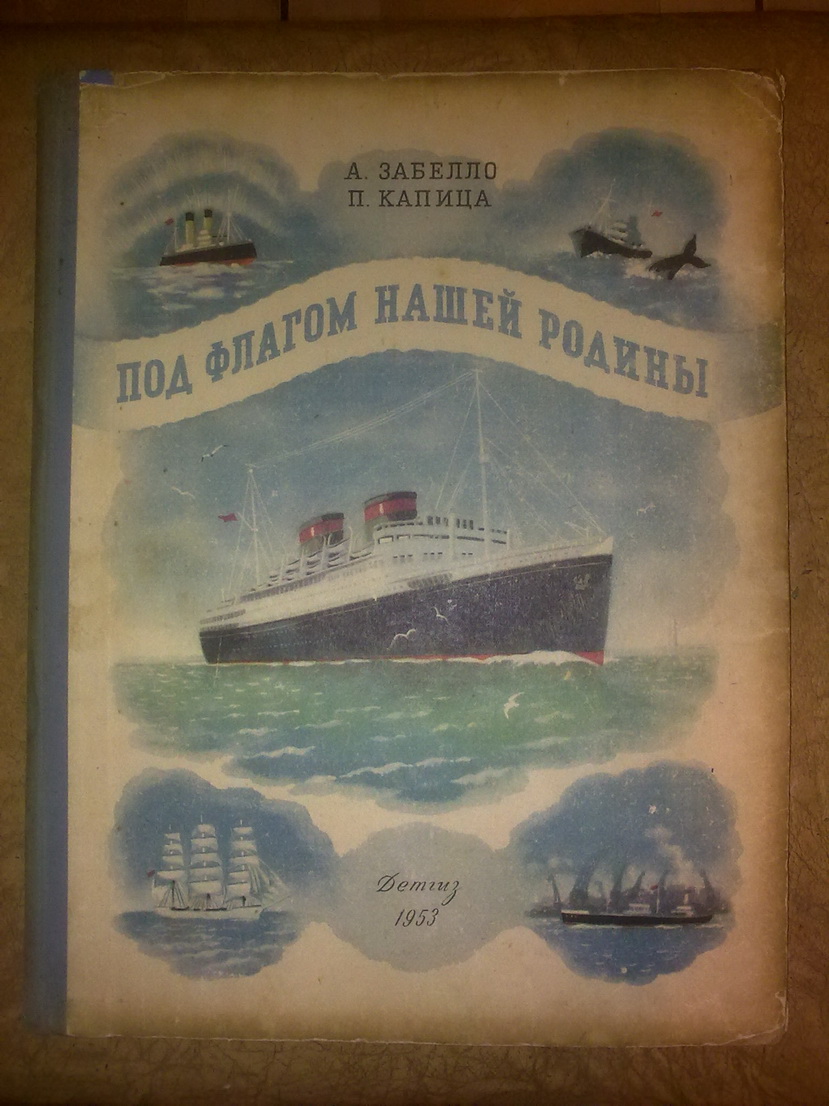 А. ЗАБЕЛЛО
П. КАПИЦА
ПОД ФЛАГОМ НАШЕЙ РОДИНЫ
Детгиз
1953